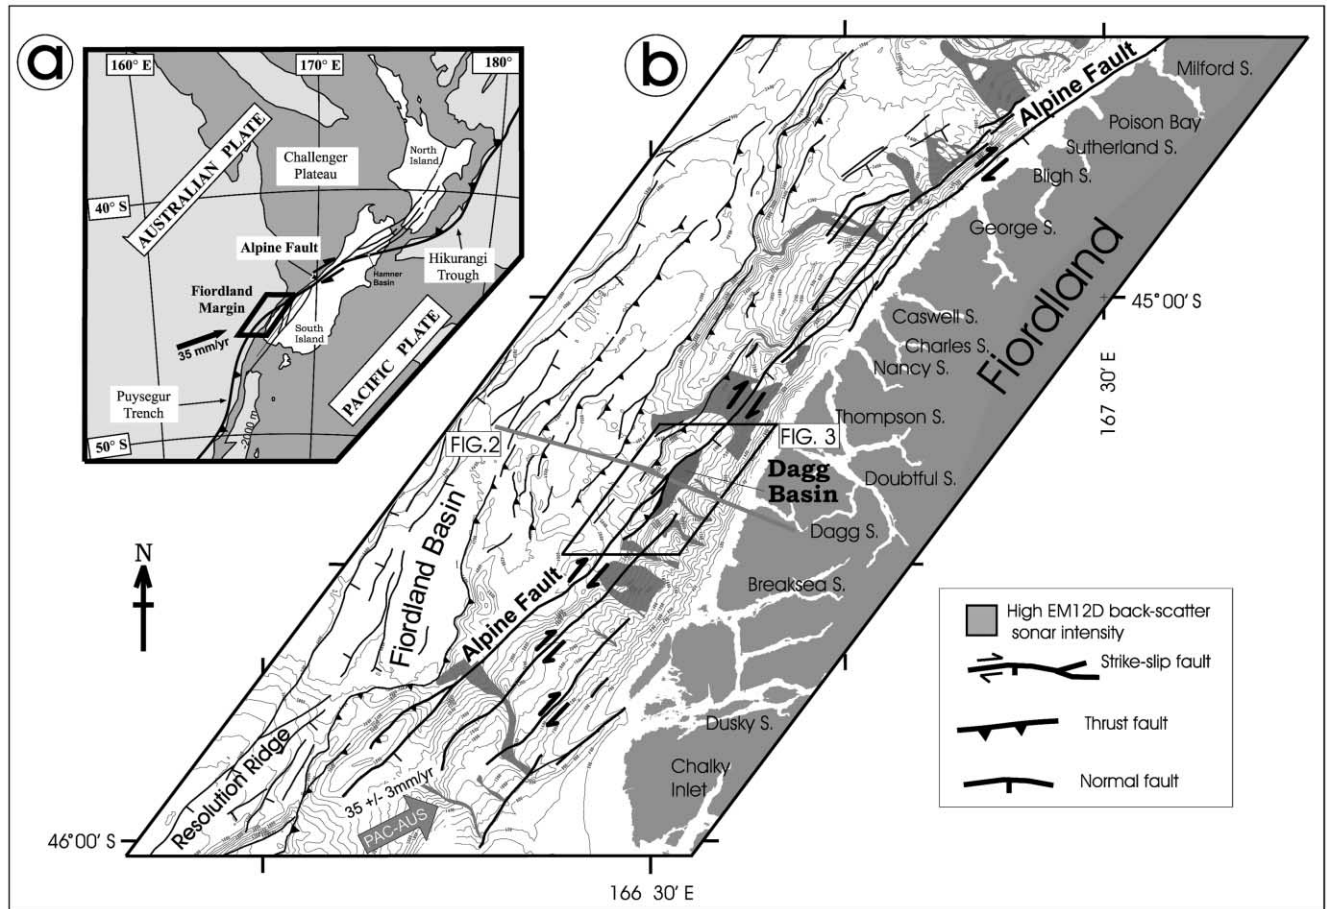 a
160° E
170° E
180°
AUSTRALIAN PLATE
Challenger
Plateau
North
Island
40° S
Alpine Fault
Hikurangi
Trough
Hamner
Basin
Fiordland
Margin
35 mm/yr
South
Island
PACIFIC PLATE
Puysegur
Trench
-2000 m
50° S
N
b
Alpine Fault
Milford S.
Poison Bay
Sutherland S.
Bligh S.
George S.
Fiordland
45° 00' S
167 30' E
Caswell S.
Charles S.
Nancy S.
Thompson S.
FIG.2
FIG. 3
Dagg
Basin
Doubtful S.
Dagg S.
Fiordland Basin
Alpine Fault
Breaksea S.
Dusky S.
Chalky
Inlet
Resolution Ridge
35 +/- 3mm/yr
PAC-AUS
46°00' S
166 30' E
High EM12D back-scatter
sonar intensity
Strike-slip fault
Thrust fault
Normal fault